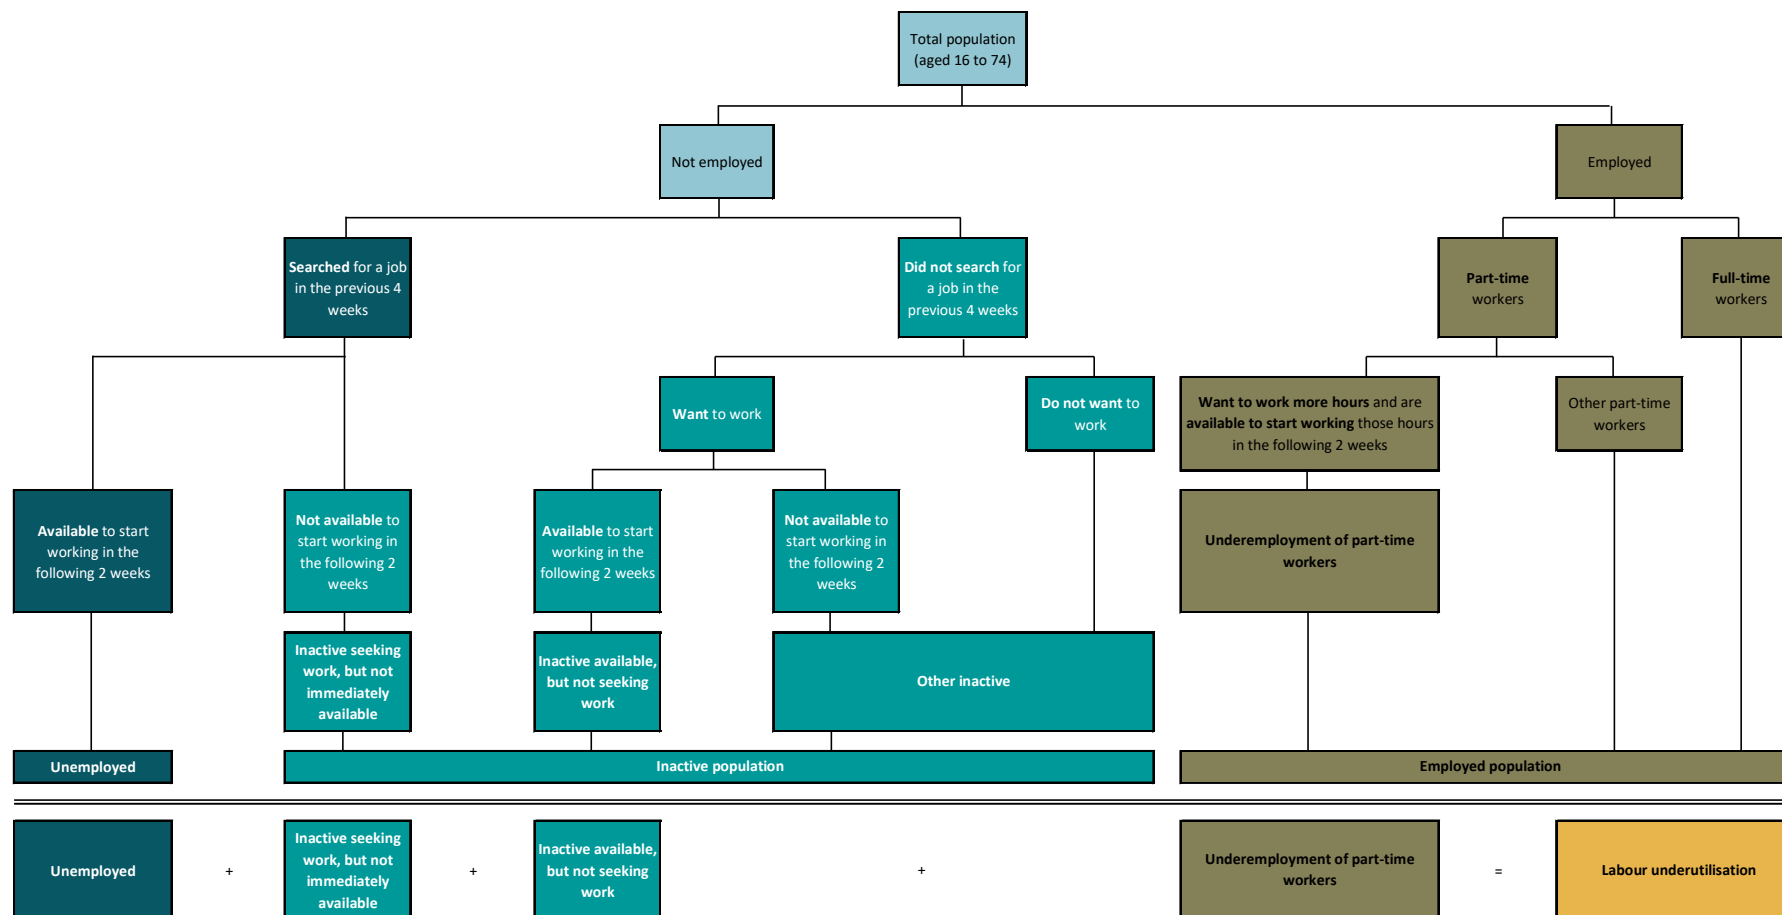 Total population
(aged 16 to 74)
Not employed
Employed
Searched for a job
in the previous 4
weeks
Did not search for
a job in the
previous 4 weeks
Part-time
workers
Full-time
workers
Want to work
Do not want to
work
Want to work more hours and are
available to start working those hours
in the following 2 weeks
Other part-time
workers
Available to start
working in the
following 2 weeks
Not available to
start working in
the following 2
weeks
Available to start
working in the
following 2 weeks
Not available to
start working in
the following 2
weeks
Underemployment of part-time
workers
Inactive seeking
work, but not
immediately
available
Inactive available,
but not seeking
work
Other inactive
Unemployed
Inactive population
Employed population
Unemployed
+
Inactive seeking
work, but not
immediately
available
+
Inactive available,
but not seeking
work
+
Underemployment of part-time
workers
=
Labour underutilisation